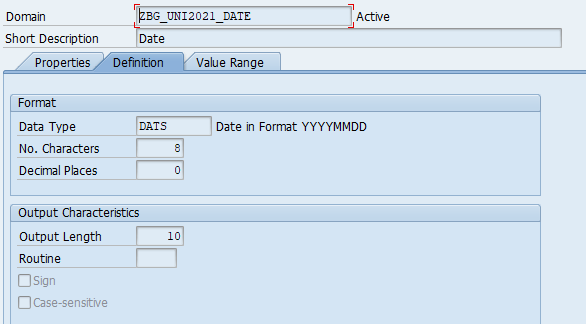 Domain ZBG_UNI2021_DATE Active
Short Description Date
Properties Definition Value Range
Format
Data Type DATS Date in Format YYYYMMDD
No. Characters 8
Decimal Places 0
Output Characteristics
Output Length 10
Routine
Sign
Case-sensitive